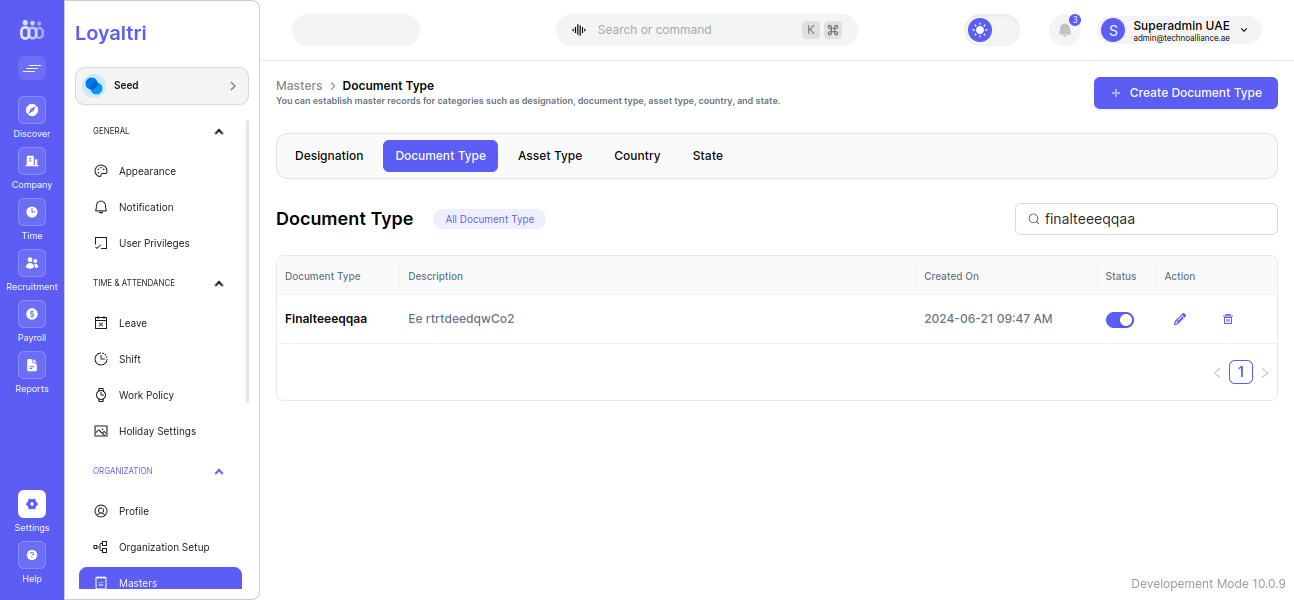 Discover
Company
Time
Recruitment
Payroll
Reports
Settings
Help
Loyaltri
Seed
GENERAL
Appearance
Notification
User Privileges
TIME & ATTENDANCE
Leave
Shift
Work Policy
Holiday Settings
ORGANIZATION
Profile
Organization Setup
Masters
Search or command K ⌘
3
S
Superadmin UAE
admin@technoalliance.ae
Masters > Document Type
You can establish master records for categories such as designation, document type, asset type, country, and state.
+ Create Document Type
Designation Document Type Asset Type Country State
Document Type All Document Type finalteeeqqaa
Document Type Description Created On Status Action
Finalteeeqqaa Ee rtrtdeedqwCo2 2024-06-21 09:47 AM
< 1 >
Developement Mode 10.0.9